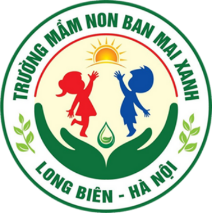 TRƯỜNG MẦM NON BAN MAI XANH
LONG BIÊN - HÀ NỘI